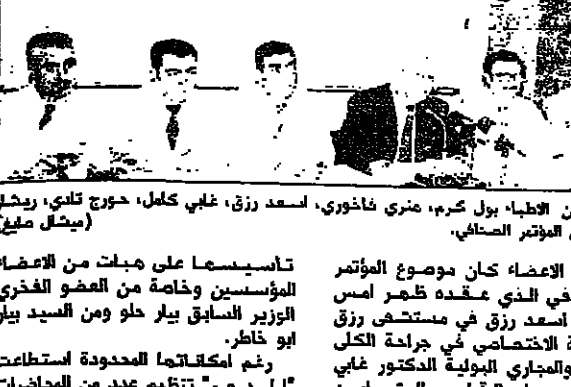 ن الاطباء بول كرم، هنري فاخوري، اسعد رزق، غابي كامل، جورج ثابدي، ريشا
المؤتمر الصحافي.
(ميشال صايغ)
الاعضاء كان موضوع المؤتمر
في الذي عقده ظهر امس
اسعد رزق في مستشفى رزق
ة الاختصاصي في جراحة الكلى
والمجاري البولية الدكتور غابي
تأسيسها على هبات من الاعضاء
المؤسسين وخاصة من العضو الفخري
الوزير السابق بيار حلو ومن السيد بيار
ابو خاطر.
رغم امكاناتها المحدودة استطاعت
تنظيم عدد من المحاضرات